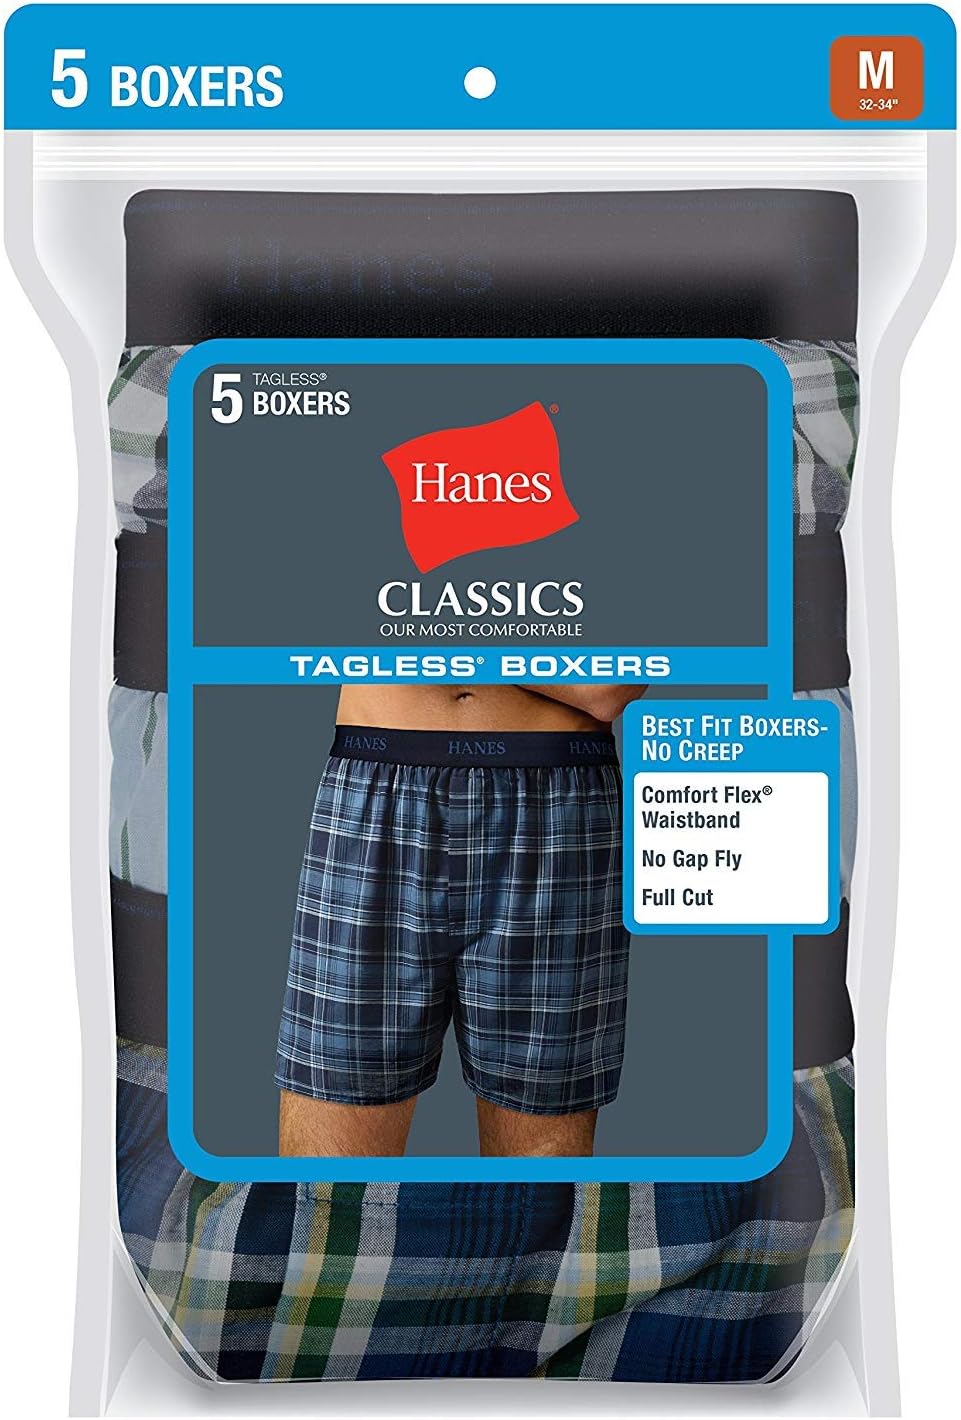 5 BOXERS
M
32-34"
Hanes
5 TAGLESS® BOXERS
Hanes®
CLASSICS
OUR MOST COMFORTABLE
TAGLESS® BOXERS
HANES HANES HANES
BEST FIT BOXERS-
NO CREEP
Comfort Flex®
Waistband
No Gap Fly
Full Cut